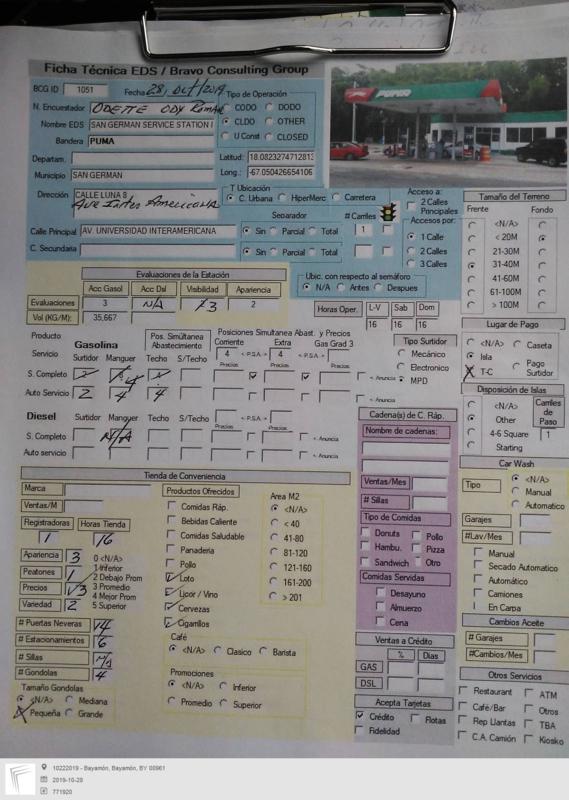 Ficha Técnica EDS / Bravo Consulting Group
BCG ID 1051 Fecha 28, Oct/2019
N. Encuestador ODETTE
Nombre EDS SAN GERMAN SERVICE STATION I
Bandera PUMA
Departam.
Municipio SAN GERMAN
Dirección CALLE LUNA 8
Ave Inter Americana
Calle Principal AV. UNIVERSIDAD INTERAMERICANA
C. Secundaria
Tipo de Operación
CODO DODO
CLDO OTHER
U Const CLOSED
Latitud: 18.0823274712813
Long.: -67.050426654106
T Ubicación
C. Urbana HiperMerc Carretera
Separador # Carriles
Sin Parcial Total 1
Sin Parcial Total
PUMA
Acceso a:
2 Calles Principales
Accesos por:
1 Calle
2 Calles
3 Calles
Ubic. con respecto al semáforo
N/A Antes Despues
Tamaño del Terreno
Frente Fondo
<N/A>
< 20M
21-30M
31-40M
41-60M
61-100M
> 100M
Evaluaciones de la Estación
Acc Gasol Acc Dsl Visibilidad Apariencia
Evaluaciones 3 N/A 3 2
Vol (KG/M): 35,667
Horas Oper. L-V Sab Dom
16 16 16
Producto
Servicio
Gasolina
Surtidor Manguer Techo S/Techo
Pos. Simúltanea Abastecimiento
Posiciones Simultanea Abast. y Precios
Corriente Extra Gas Grad 3
4 <-P.S.A.-> 4 <-P.S.A.->
Precios Precios Precios
S. Completo <- Anuncia
Auto Servicio 2 4 4 <- Anuncia
Tipo Surtidor
Mecánico
Electronico
MPD
Lugar de Pago
<N/A> Caseta
Isla
T-C Pago Surtidor
Disposición de Islas
<N/A>
Other
4-6 Square
Starting
Carriles de Paso
1
Diesel Surtidor Manguer Techo S/Techo
<-P.S.A.->
Precios Precios
S. Completo N/A <- Anuncia
Auto servicio <- Anuncia
Cadena(s) de C. Ráp.
Nombre de cadenas:
Ventas/Mes
# Sillas
Tipo de Comidas
Donuts Pollo
Hambu. Pizza
Sandwich Otro
Comidas Servidas
Desayuno
Almuerzo
Cena
Ventas a Crédito
% Dias
GAS
DSL
Acepta Tarjetas
Crédito Flotas
Fidelidad
Car Wash
Tipo
<N/A>
Manual
Automatico
Garajes
#Lav/Mes
Manual
Secado Automatico
Automático
Camiones
En Carpa
Cambios Aceite
# Garajes
#Cambios/Mes
Otros Servicios
Restaurant ATM
Café/Bar Otros
Rep Llantas TBA
C.A. Camión Kiosko
Tienda de Conveniencia
Marca
Ventas/M
Registradoras Horas Tienda
1 16
Apariencia 3
Peatones 1
Precios 3
Variedad 2
0 <N/A>
1 Inferior
2 Debajo Prom
3 Promedio
4 Mejor Prom
5 Superior
# Puertas Neveras 14
# Estacionamientos 6
# Sillas N/A
# Gondolas 4
Tamaño Gondolas
<N/A> Mediana
Pequeña Grande
Productos Ofrecidos
Comidas Ráp.
Bebidas Caliente
Comidas Saludable
Panaderia
Pollo
Loto
Licor / Vino
Cervezas
Cigarrillos
Area M2
<N/A>
< 40
41-80
81-120
121-160
161-200
> 201
Café
<N/A> Clasico Barista
Promociones
<N/A> Inferior
Promedio Superior
10222019 - Bayamón, Bayamón, BY 00961
2019-10-28
771920